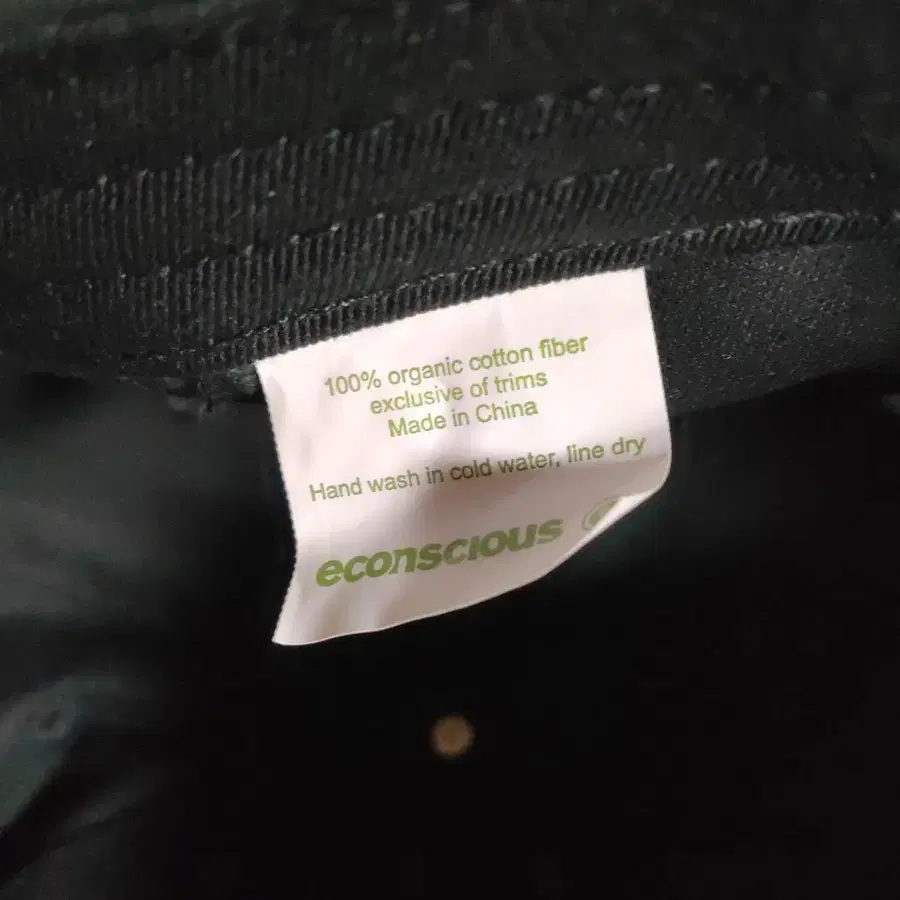 100% organic cotton fiber
exclusive of trims
Made in China
Hand wash in cold water, line dry
econscious